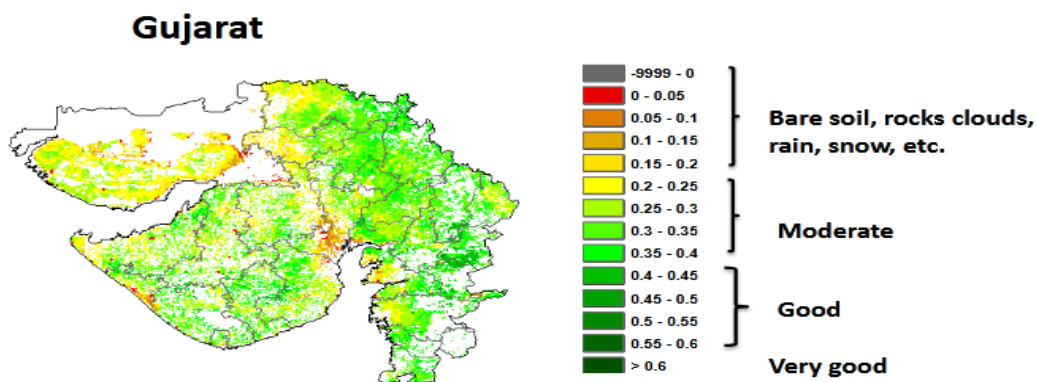 Gujarat
-9999 - 0
0 - 0.05
0.05 - 0.1
0.1 - 0.15
0.15 - 0.2
0.2 - 0.25
0.25 - 0.3
0.3 - 0.35
0.35 - 0.4
0.4 - 0.45
0.45 - 0.5
0.5 - 0.55
0.55 - 0.6
> 0.6
Bare soil, rocks clouds,
rain, snow, etc.
Moderate
Good
Very good